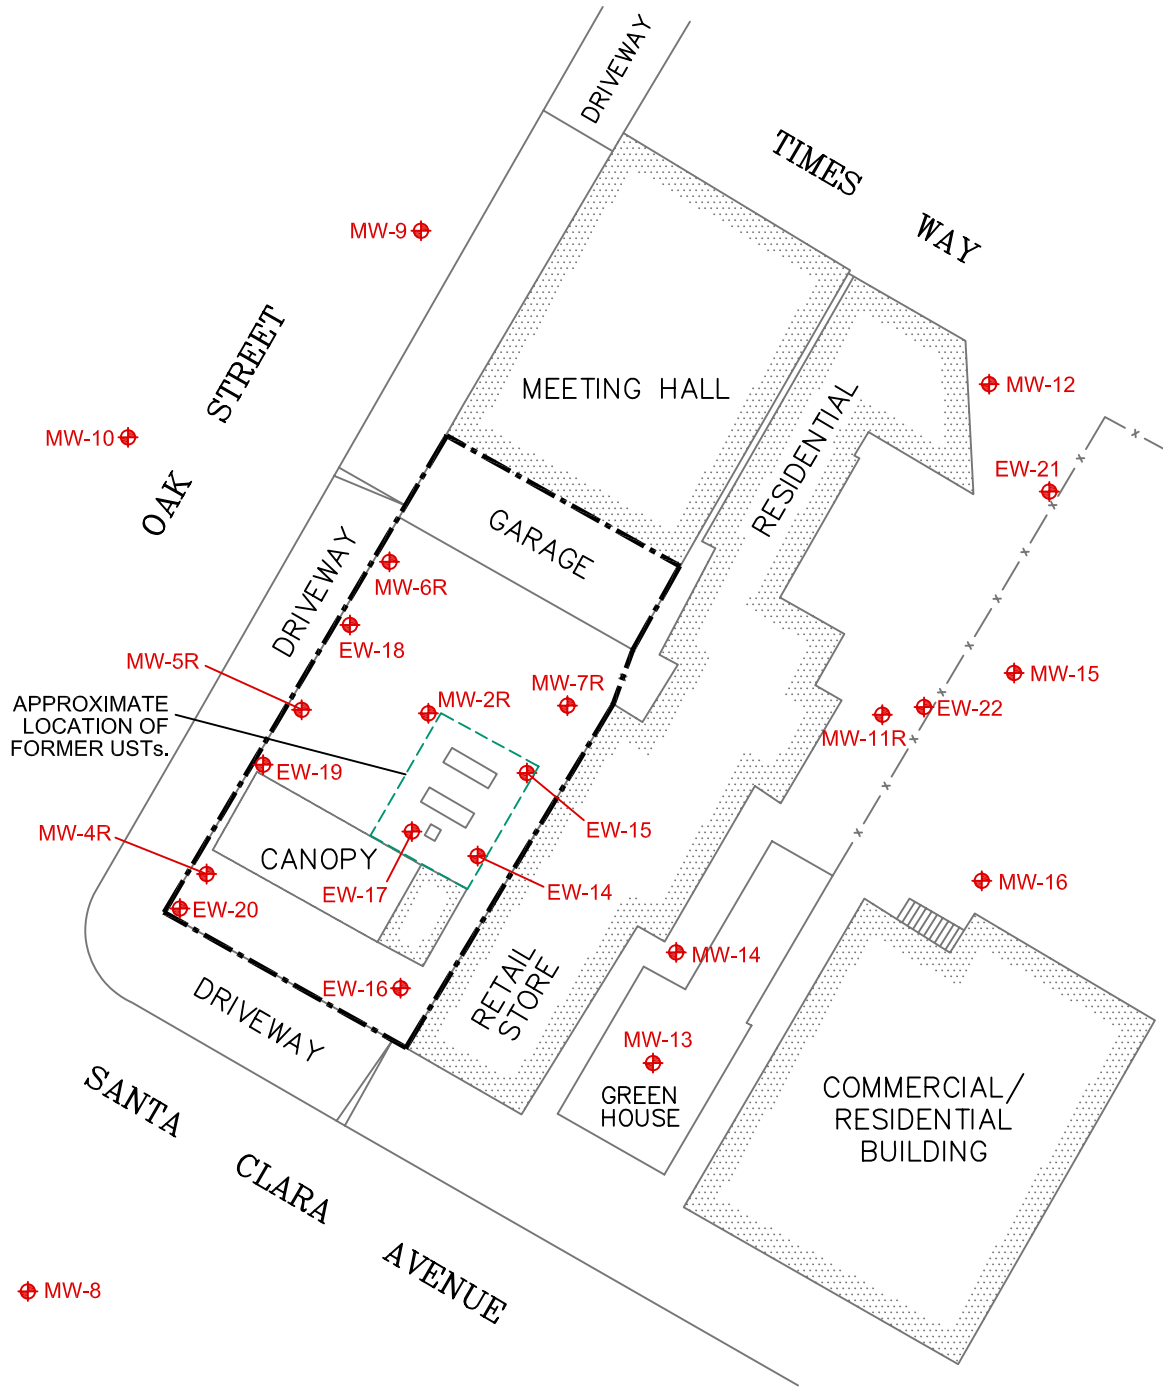 DRIVEWAY
TIMES
WAY
MW-9
STREET
OAK
MEETING HALL
MW-12
RESIDENTIAL
MW-10
EW-21
GARAGE
DRIVEWAY
MW-6R
EW-18
MW-5R
MW-15
MW-7R
MW-2R
EW-22
MW-11R
APPROXIMATE
LOCATION OF
FORMER USTs.
EW-19
MW-4R
EW-15
CANOPY
EW-17
EW-14
MW-16
EW-20
MW-14
EW-16
RETAIL
STORE
DRIVEWAY
MW-13
GREEN
HOUSE
COMMERCIAL/
RESIDENTIAL
BUILDING
SANTA
CLARA
AVENUE
MW-8
x
x
x
x
x
x
x
x
x
x